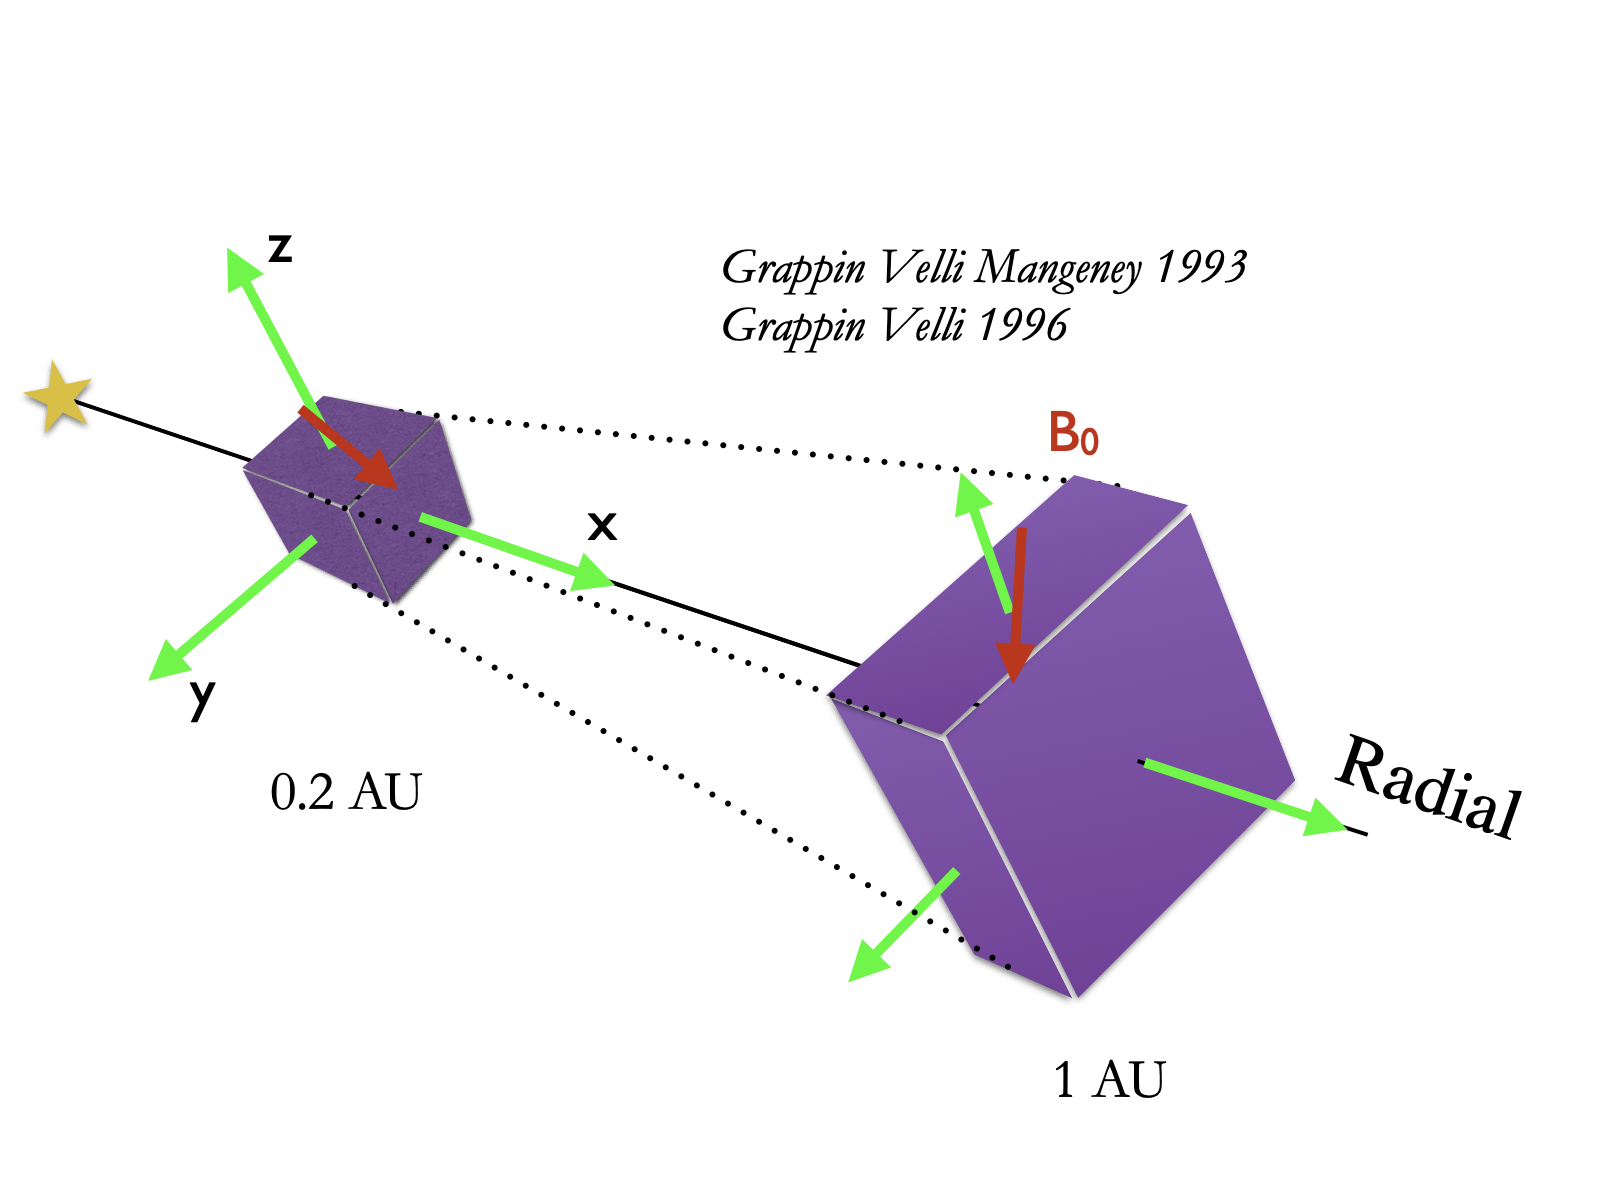 z
Grappin Velli Mangeney 1993
Grappin Velli 1996
B₀
x
y
Radial
0.2 AU
1 AU